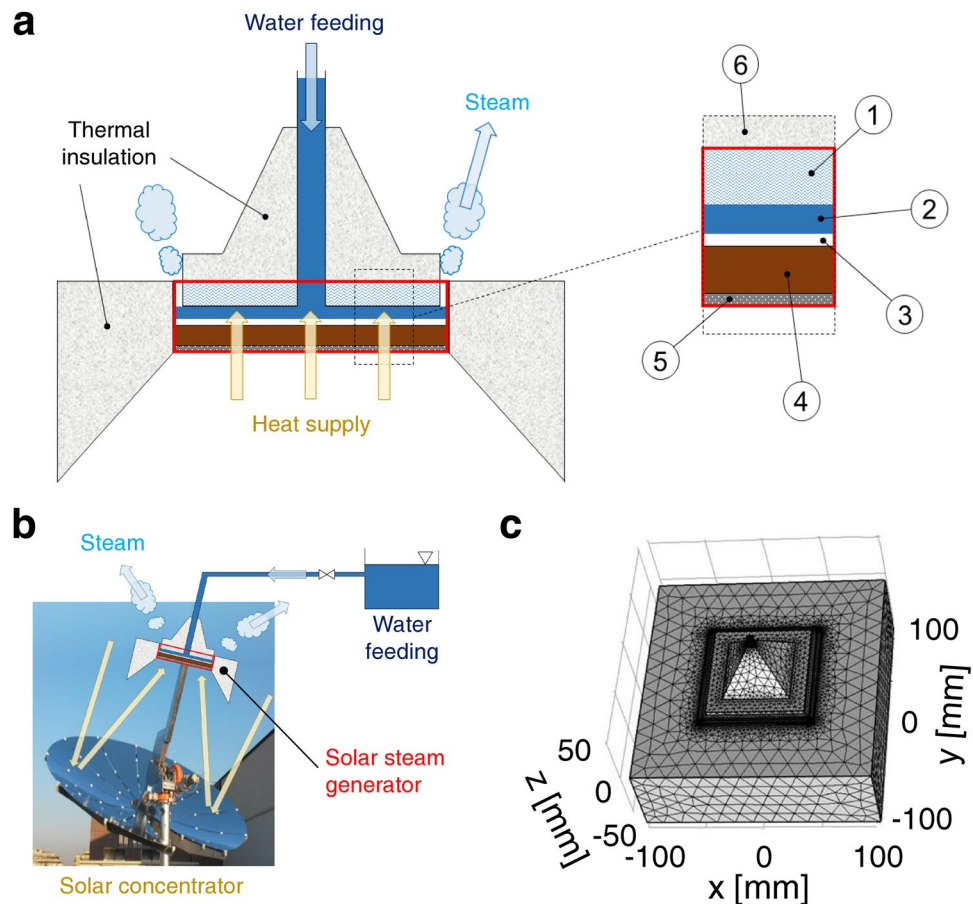 a
Water feeding
Steam
Thermal
insulation
Heat supply
6
1
2
3
4
5
b
Steam
Water
feeding
Solar steam
generator
Solar concentrator
c
100
0
-100
y [mm]
50
0
-50
z [mm]
-100
0
100
x [mm]